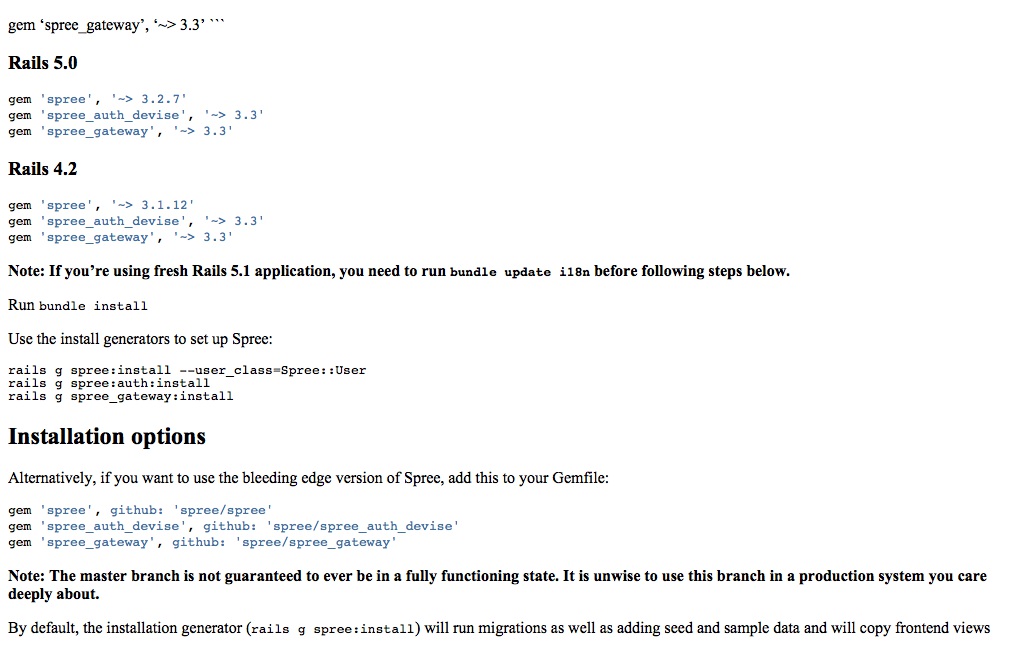 gem ‘spree_gateway’, ‘~> 3.3’ ```
Rails 5.0
gem 'spree', '~> 3.2.7'
gem 'spree_auth_devise', '~> 3.3'
gem 'spree_gateway', '~> 3.3'
Rails 4.2
gem 'spree', '~> 3.1.12'
gem 'spree_auth_devise', '~> 3.3'
gem 'spree_gateway', '~> 3.3'
Note: If you’re using fresh Rails 5.1 application, you need to run bundle update i18n before following steps below.
Run bundle install
Use the install generators to set up Spree:
rails g spree:install --user_class=Spree::User
rails g spree:auth:install
rails g spree_gateway:install
Installation options
Alternatively, if you want to use the bleeding edge version of Spree, add this to your Gemfile:
gem 'spree', github: 'spree/spree'
gem 'spree_auth_devise', github: 'spree/spree_auth_devise'
gem 'spree_gateway', github: 'spree/spree_gateway'
Note: The master branch is not guaranteed to ever be in a fully functioning state. It is unwise to use this branch in a production system you care
deeply about.
By default, the installation generator (rails g spree:install) will run migrations as well as adding seed and sample data and will copy frontend views